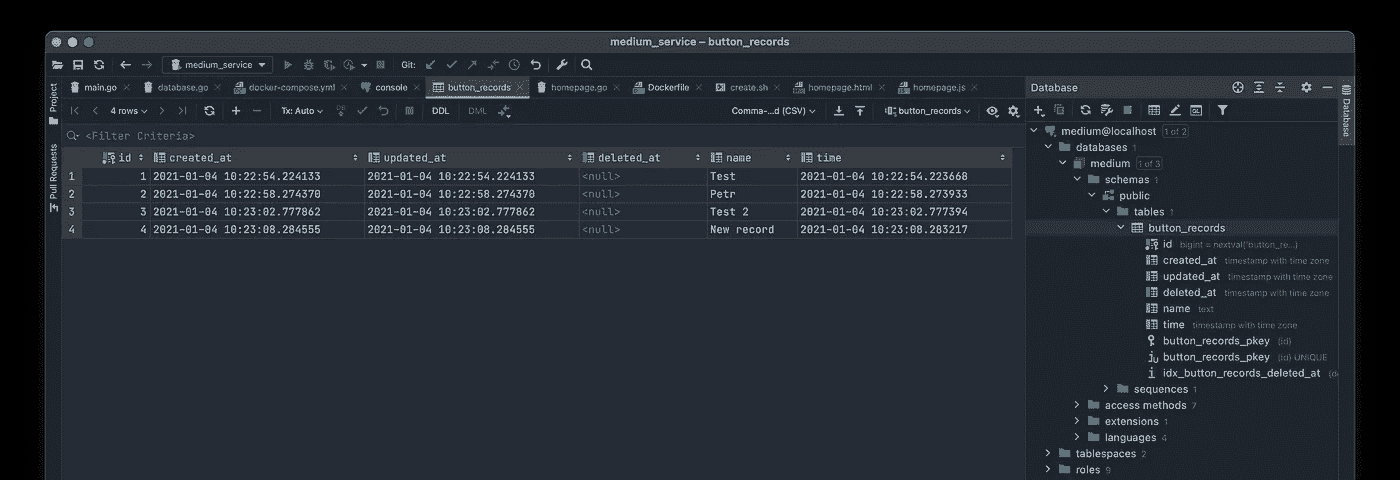 medium_service – button_records
medium_service Git:
main.go database.go docker-compose.yml console button_records homepage.go Dockerfile create.sh homepage.html homepage.js
4 rows Tx: Auto DB DDL DML Comma-...d (CSV) button_records
<Filter Criteria>
id created_at updated_at deleted_at name time
1 1 2021-01-04 10:22:54.224133 2021-01-04 10:22:54.224133 <null> Test 2021-01-04 10:22:54.223668
2 2 2021-01-04 10:22:58.274370 2021-01-04 10:22:58.274370 <null> Petr 2021-01-04 10:22:58.273933
3 3 2021-01-04 10:23:02.777862 2021-01-04 10:23:02.777862 <null> Test 2 2021-01-04 10:23:02.777394
4 4 2021-01-04 10:23:08.284555 2021-01-04 10:23:08.284555 <null> New record 2021-01-04 10:23:08.283217
Project
Pull Requests
Database
medium@localhost 1 of 2
databases 1
medium 1 of 3
schemas 1
public
tables 1
button_records
id bigint = nextval('button_re...)
created_at timestamp with time zone
updated_at timestamp with time zone
deleted_at timestamp with time zone
name text
time timestamp with time zone
button_records_pkey (id)
button_records_pkey (id) UNIQUE
idx_button_records_deleted_at
sequences 1
access methods 7
extensions 1
languages 4
tablespaces 2
roles 9
Database